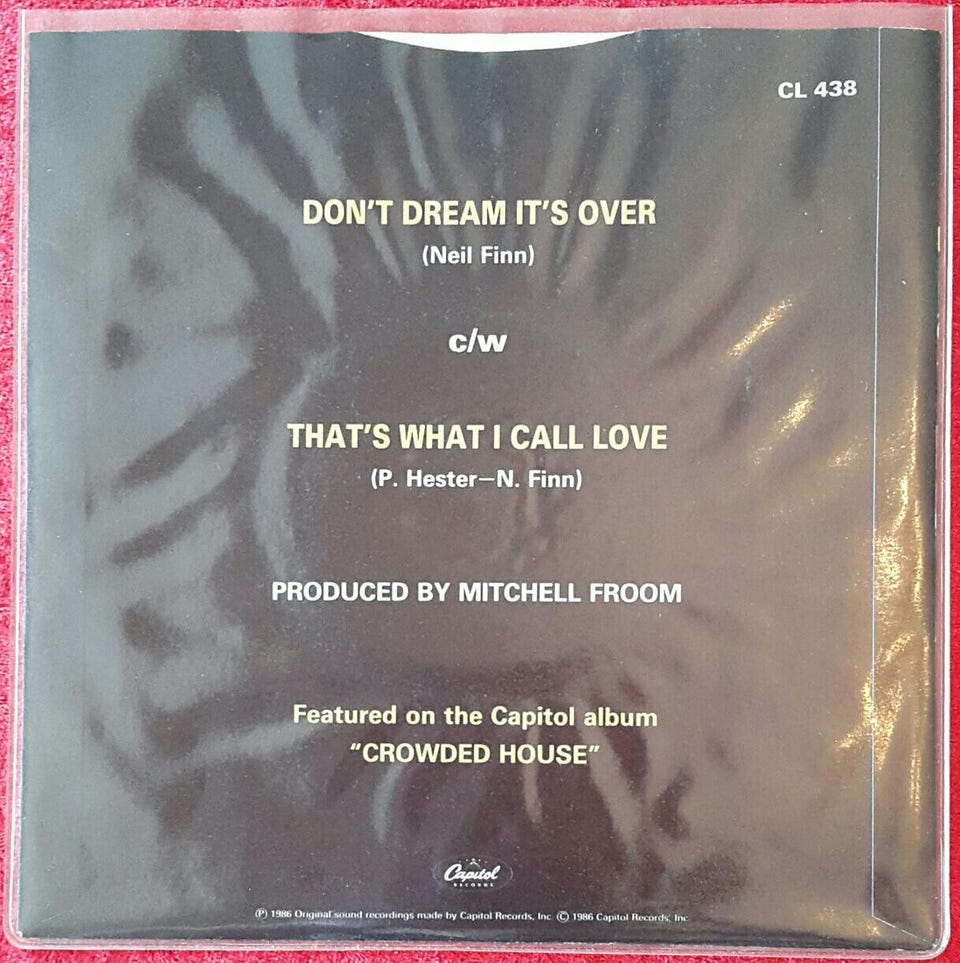 CL 438
DON'T DREAM IT'S OVER
(Neil Finn)
c/w
THAT'S WHAT I CALL LOVE
(P. Hester—N. Finn)
PRODUCED BY MITCHELL FROOM
Featured on the Capitol album
"CROWDED HOUSE"
Capitol
RECORDS
Ⓟ 1986 Original sound recordings made by Capitol Records, Inc. Ⓒ 1986 Capitol Records, Inc.